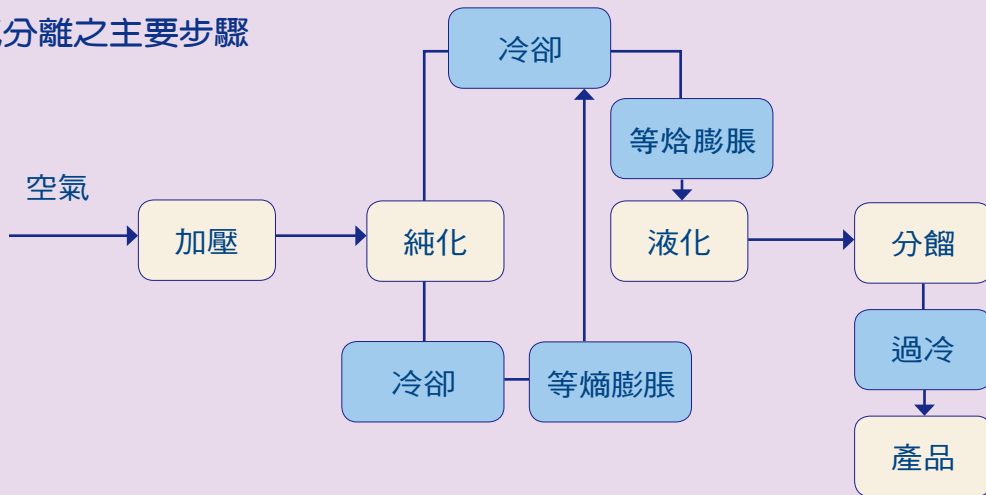 分離之主要步驟
冷卻
等焓膨脹
空氣
加壓
純化
液化
分餾
過冷
冷卻
等熵膨脹
產品